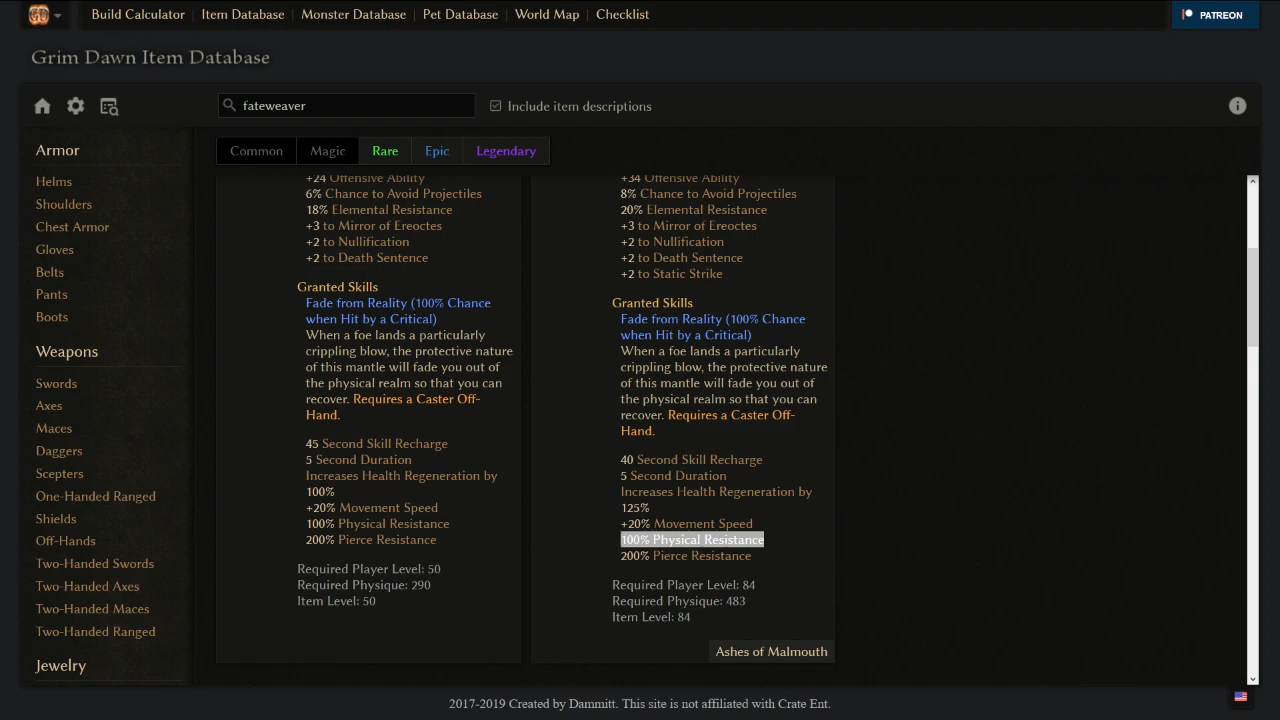 Build Calculator
Item Database
Monster Database
Pet Database
World Map
Checklist
PATREON
Grim Dawn Item Database
fateweaver
Include item descriptions
Common
Magic
Rare
Epic
Legendary
Armor
Helms
Shoulders
Chest Armor
Gloves
Belts
Pants
Boots
Weapons
Swords
Axes
Maces
Daggers
Scepters
One-Handed Ranged
Shields
Off-Hands
Two-Handed Swords
Two-Handed Axes
Two-Handed Maces
Two-Handed Ranged
Jewelry
+24 Offensive Ability
6% Chance to Avoid Projectiles
18% Elemental Resistance
+3 to Mirror of Ereoctes
+2 to Nullification
+2 to Death Sentence
Granted Skills
Fade from Reality (100% Chance
when Hit by a Critical)
When a foe lands a particularly
crippling blow, the protective nature
of this mantle will fade you out of
the physical realm so that you can
recover. Requires a Caster Off-
Hand.
45 Second Skill Recharge
5 Second Duration
Increases Health Regeneration by
100%
+20% Movement Speed
100% Physical Resistance
200% Pierce Resistance
Required Player Level: 50
Required Physique: 290
Item Level: 50
+34 Offensive Ability
8% Chance to Avoid Projectiles
20% Elemental Resistance
+3 to Mirror of Ereoctes
+2 to Nullification
+2 to Death Sentence
+2 to Static Strike
Granted Skills
Fade from Reality (100% Chance
when Hit by a Critical)
When a foe lands a particularly
crippling blow, the protective nature
of this mantle will fade you out of
the physical realm so that you can
recover. Requires a Caster Off-
Hand.
40 Second Skill Recharge
5 Second Duration
Increases Health Regeneration by
125%
+20% Movement Speed
100% Physical Resistance
200% Pierce Resistance
Required Player Level: 84
Required Physique: 483
Item Level: 84
Ashes of Malmouth
2017-2019 Created by Dammitt. This site is not affiliated with Crate Ent.